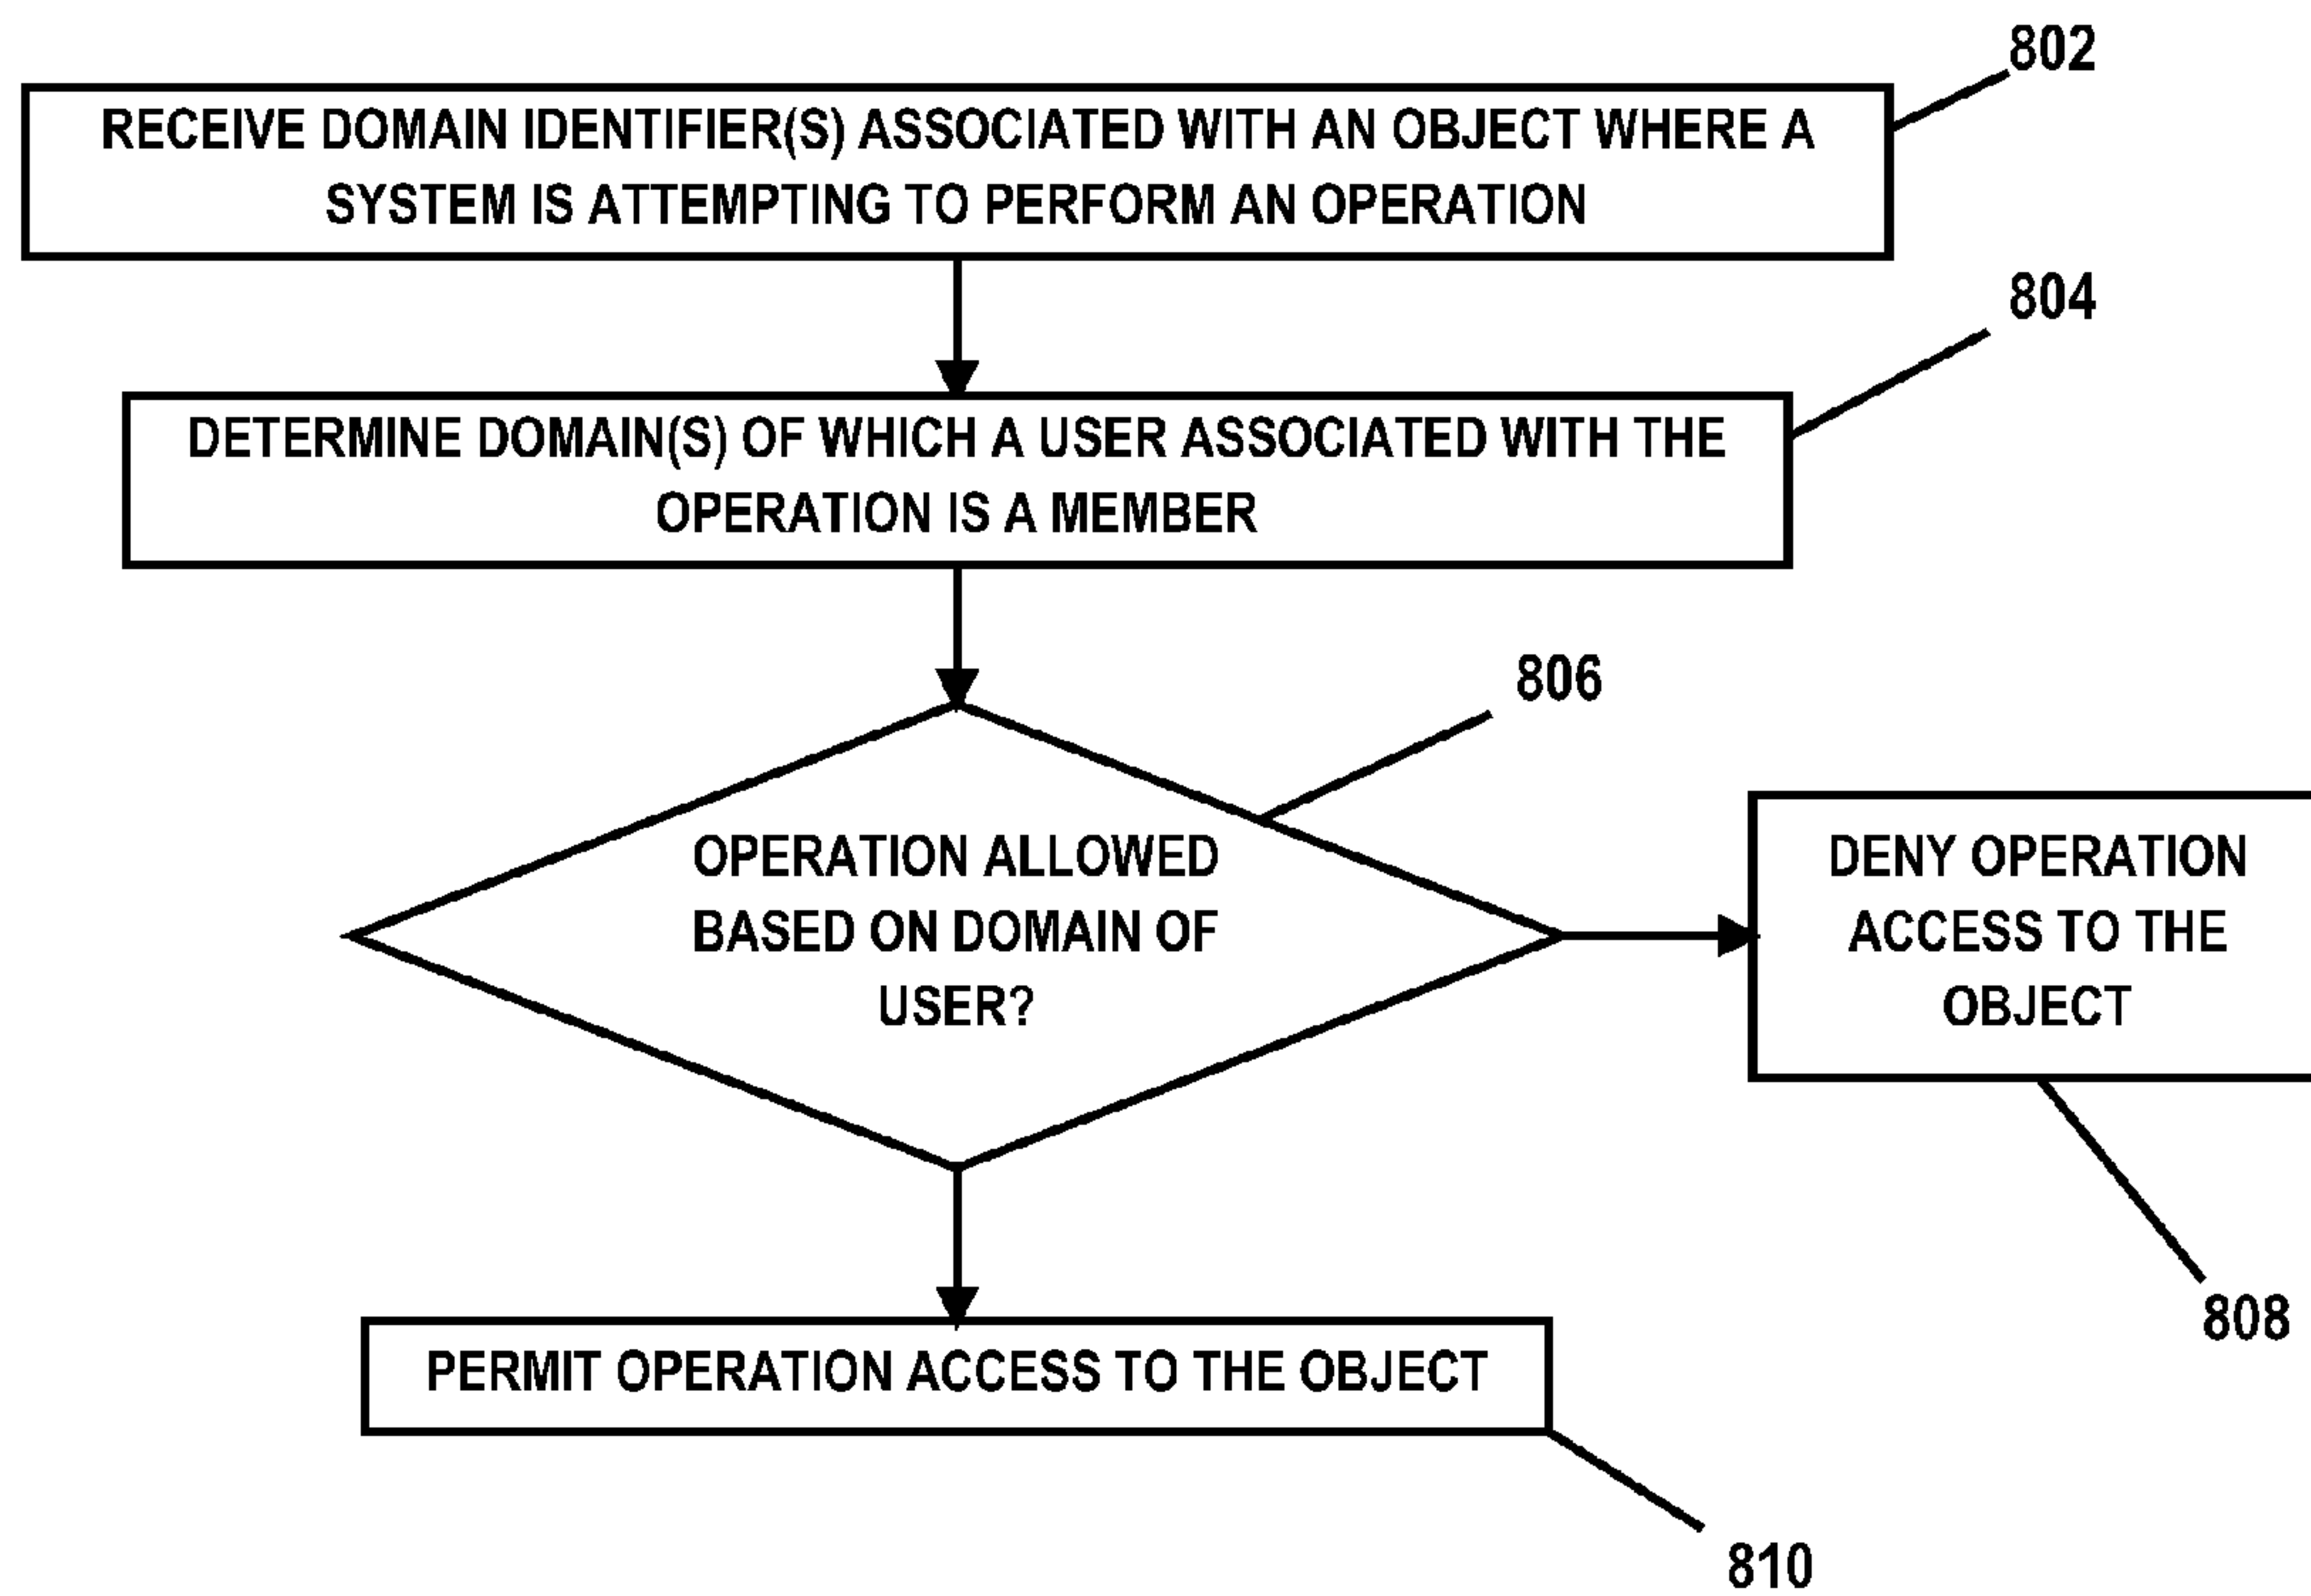 802
RECEIVE DOMAIN IDENTIFIER(S) ASSOCIATED WITH AN OBJECT WHERE A
SYSTEM IS ATTEMPTING TO PERFORM AN OPERATION
804
DETERMINE DOMAIN(S) OF WHICH A USER ASSOCIATED WITH THE
OPERATION IS A MEMBER
806
OPERATION ALLOWED
BASED ON DOMAIN OF
USER?
DENY OPERATION
ACCESS TO THE
OBJECT
808
PERMIT OPERATION ACCESS TO THE OBJECT
810